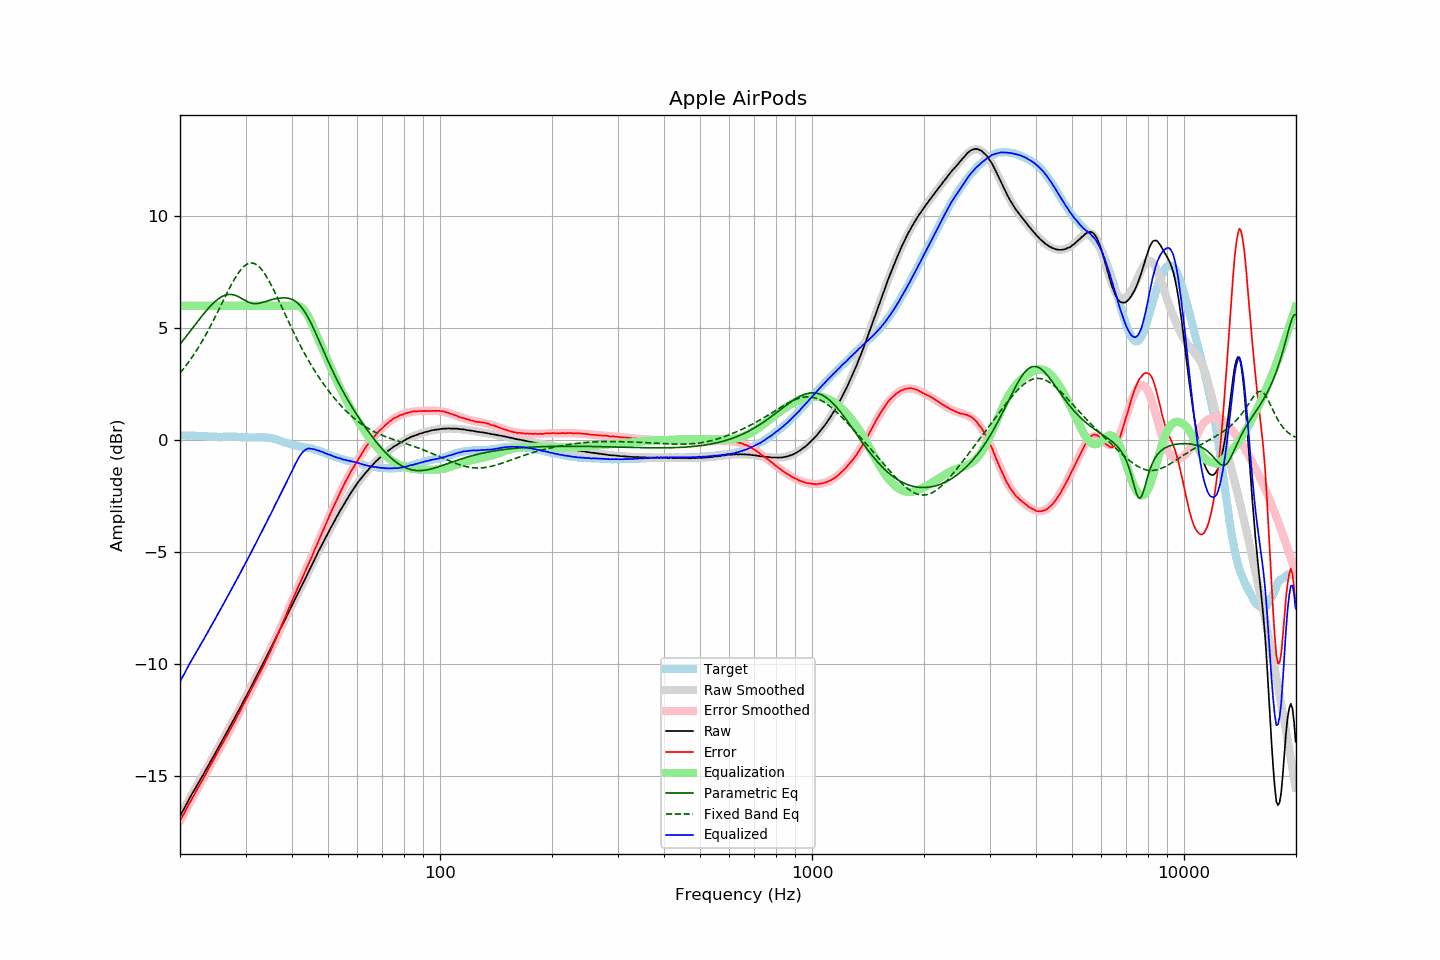 Apple AirPods
Amplitude (dBr)
10
5
0
−5
−10
−15
Target
Raw Smoothed
Error Smoothed
Raw
Error
Equalization
Parametric Eq
Fixed Band Eq
Equalized
100
1000
10000
Frequency (Hz)